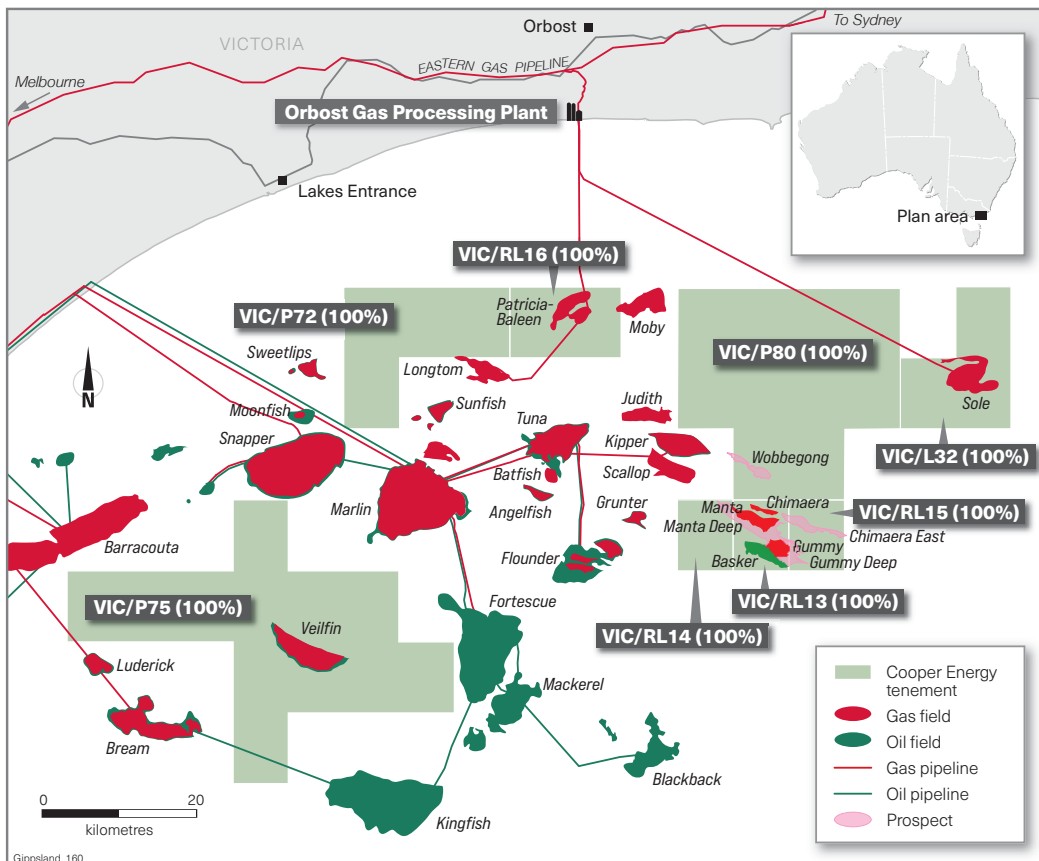 To Sydney
Orbost
VICTORIA
EASTERN GAS PIPELINE
Melbourne
Orbost Gas Processing Plant
Lakes Entrance
Plan area
VIC/RL16 (100%)
Patricia-
Baleen
Moby
VIC/P72 (100%)
VIC/P80 (100%)
Sweetlips
Longtom
N
Sole
Moonfish
Sunfish
Judith
Snapper
Tuna
Kipper
Wobbegong
VIC/L32 (100%)
Batfish
Scallop
Marlin
Angelfish
Grunter
Manta
Chimaera
VIC/RL15 (100%)
Manta Deep
Chimaera East
Barracouta
Flounder
Gummy
Basker
Gummy Deep
VIC/P75 (100%)
Fortescue
VIC/RL13 (100%)
Veilfin
VIC/RL14 (100%)
Luderick
Mackerel
Bream
Blackback
Kingfish
0
20
kilometres
Cooper Energy
tenement
Gas field
Oil field
Gas pipeline
Oil pipeline
Prospect
Gippsland_160